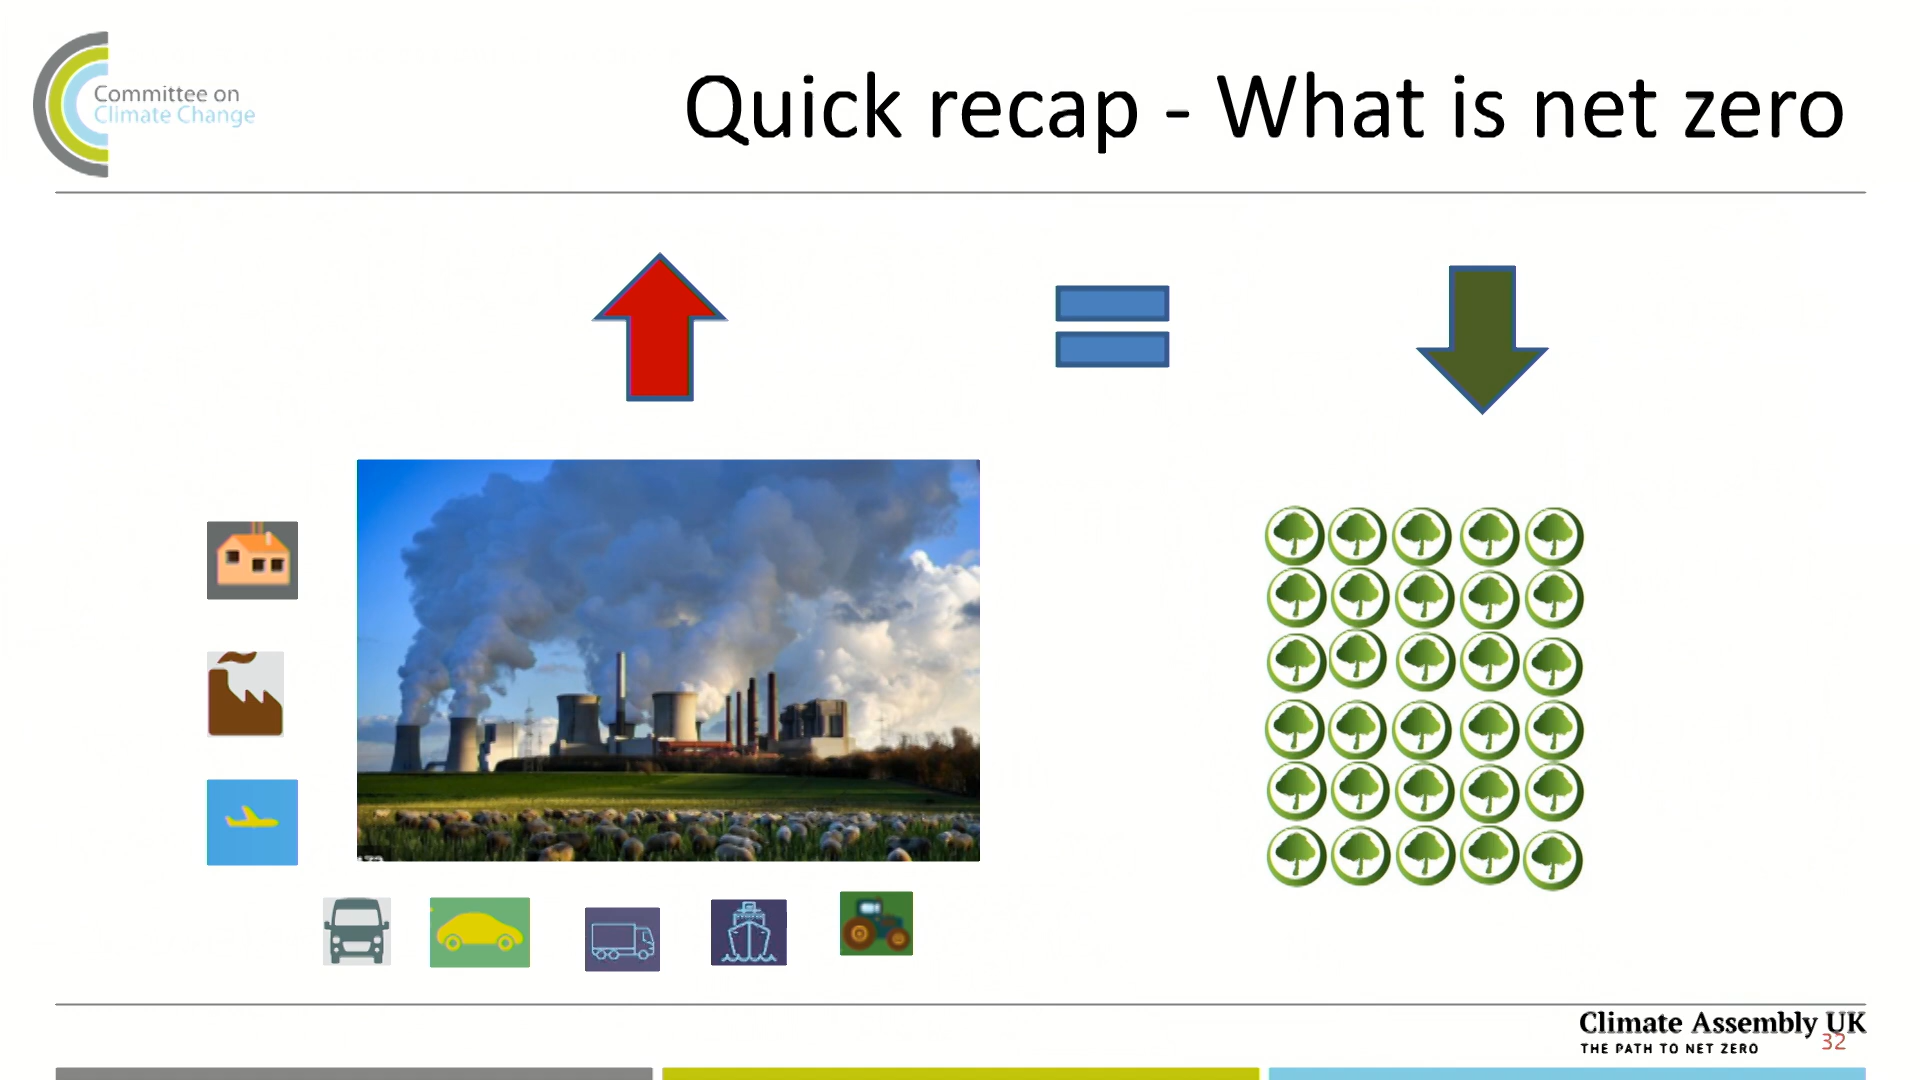 Committee on
Climate Change
Quick recap - What is net zero
Climate Assembly UK
THE PATH TO NET ZERO
32